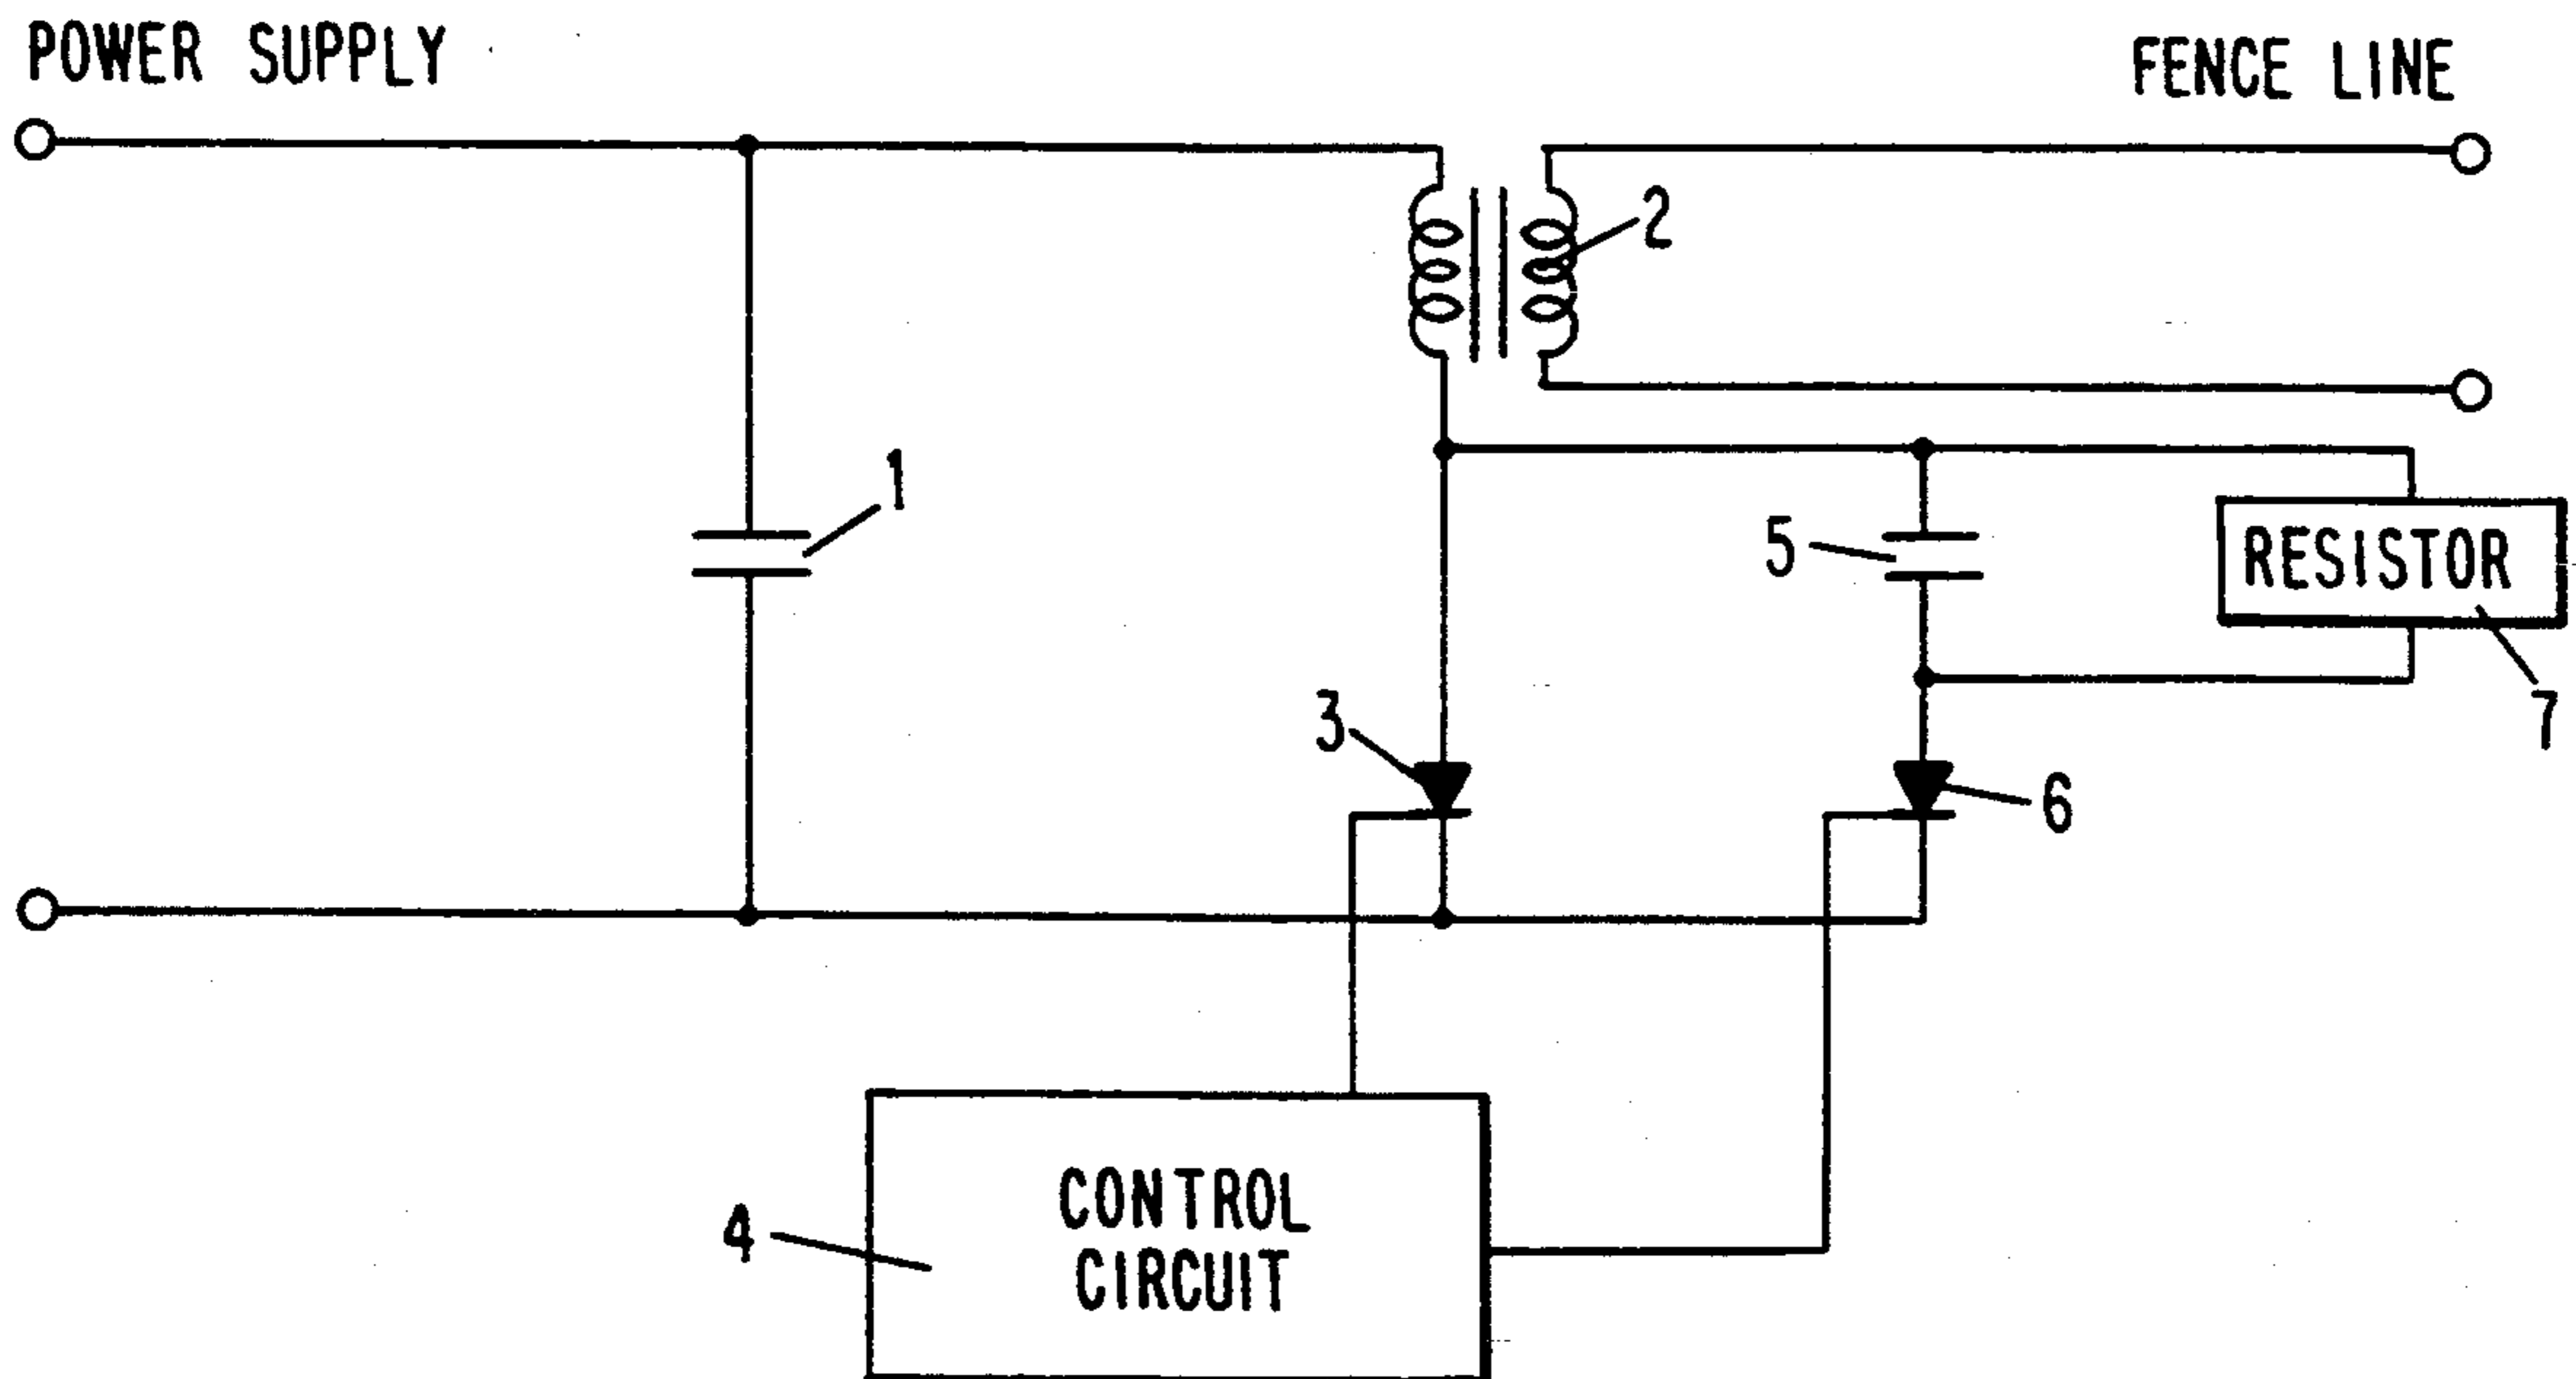 POWER SUPPLY
FENCE LINE
2
1
5
RESISTOR
7
3
6
4
CONTROL
CIRCUIT